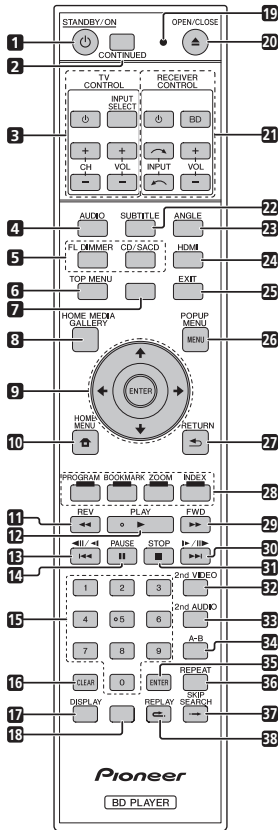 STANDBY/ON
OPEN/CLOSE
19
1
20
2
CONTINUED
TV CONTROL
RECEIVER CONTROL
INPUT SELECT
BD
3
21
+ + + 
CH VOL INPUT VOL
- - -
22
AUDIO SUBTITLE ANGLE
4
23
FL DIMMER CD/SACD HDMI
5
24
TOP MENU EXIT
6
25
7
HOME MEDIA GALLERY
POPUP MENU
MENU
8
26
9
ENTER
HOME MENU
RETURN
10
27
PROGRAM BOOKMARK ZOOM INDEX
28
11
REV PLAY FWD
12
29
13
PAUSE STOP
30
14
31
1 2 3
2nd VIDEO
32
15
4 5 6
2nd AUDIO
33
7 8 9
A-B
34
35
16
CLEAR 0 ENTER
REPEAT
36
DISPLAY REPLAY SKIP SEARCH
17
37
18
38
Pioneer
BD PLAYER